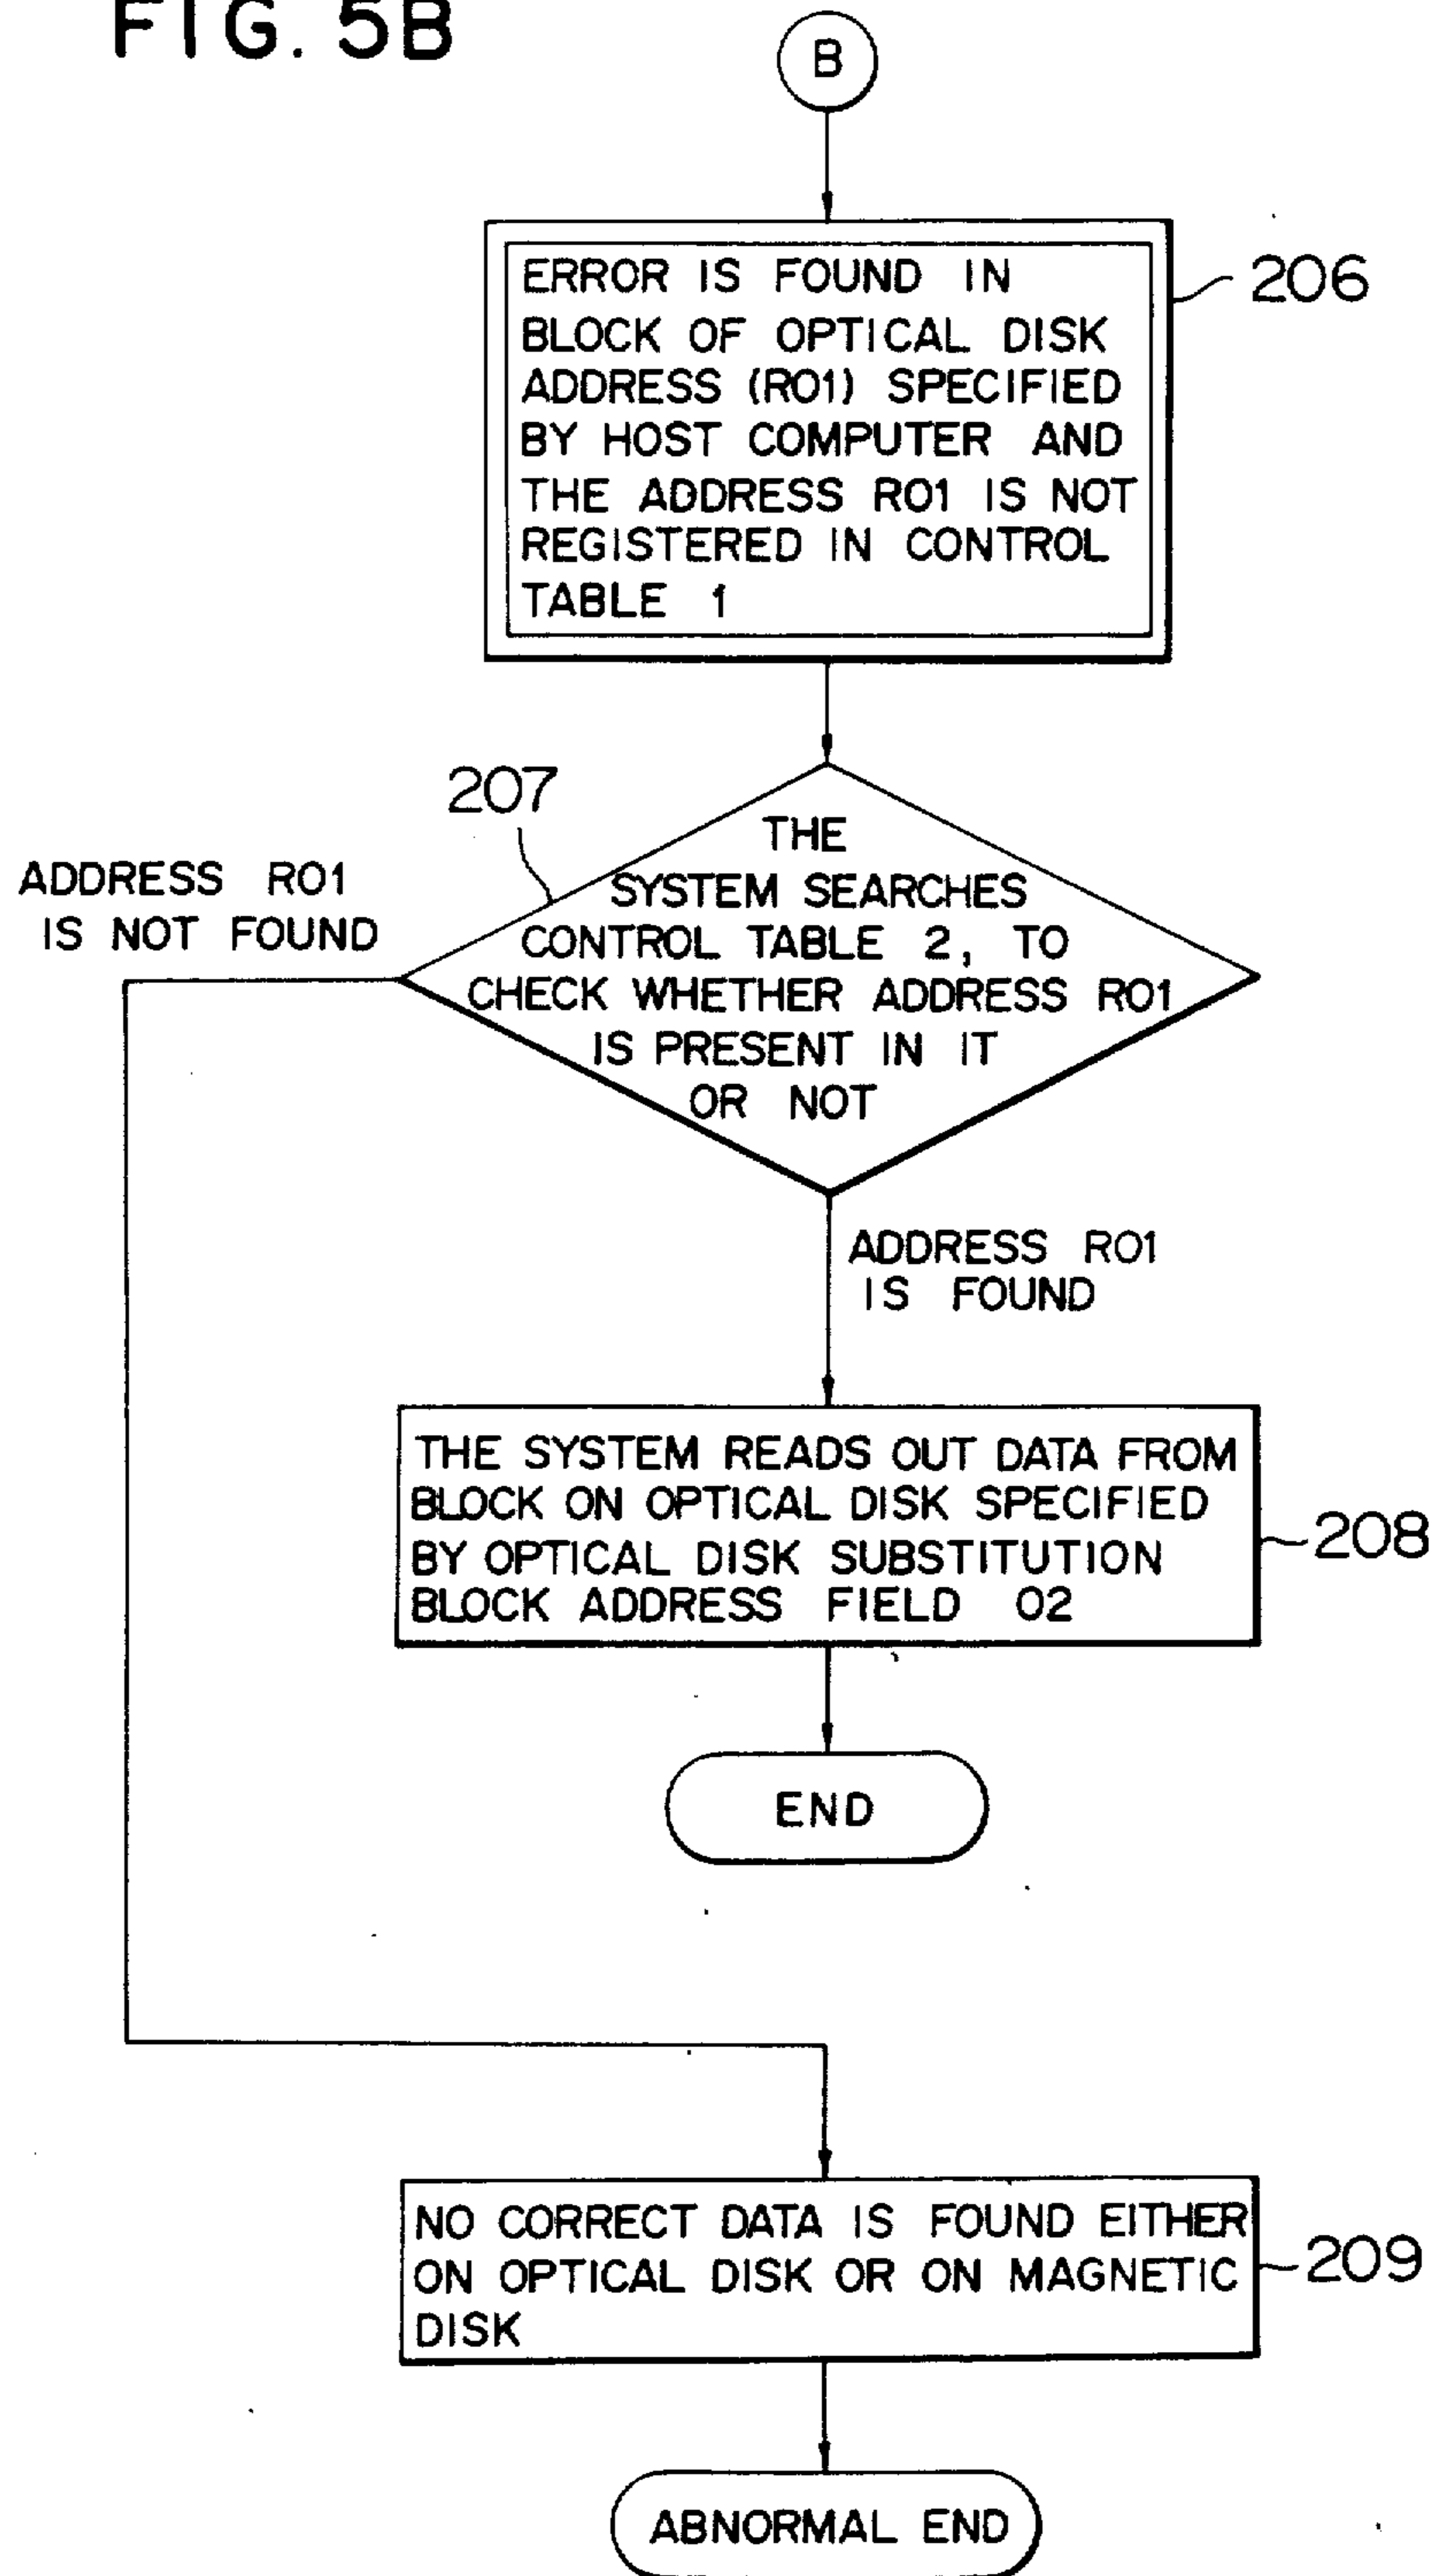 FIG. 5B
B
ERROR IS FOUND IN
BLOCK OF OPTICAL DISK
ADDRESS (R01) SPECIFIED
BY HOST COMPUTER AND
THE ADDRESS R01 IS NOT
REGISTERED IN CONTROL
TABLE 1
206
207
THE
SYSTEM SEARCHES
CONTROL TABLE 2, TO
CHECK WHETHER ADDRESS R01
IS PRESENT IN IT
OR NOT
ADDRESS R01
IS NOT FOUND
ADDRESS R01
IS FOUND
THE SYSTEM READS OUT DATA FROM
BLOCK ON OPTICAL DISK SPECIFIED
BY OPTICAL DISK SUBSTITUTION
BLOCK ADDRESS FIELD 02
208
END
NO CORRECT DATA IS FOUND EITHER
ON OPTICAL DISK OR ON MAGNETIC
DISK
209
ABNORMAL END